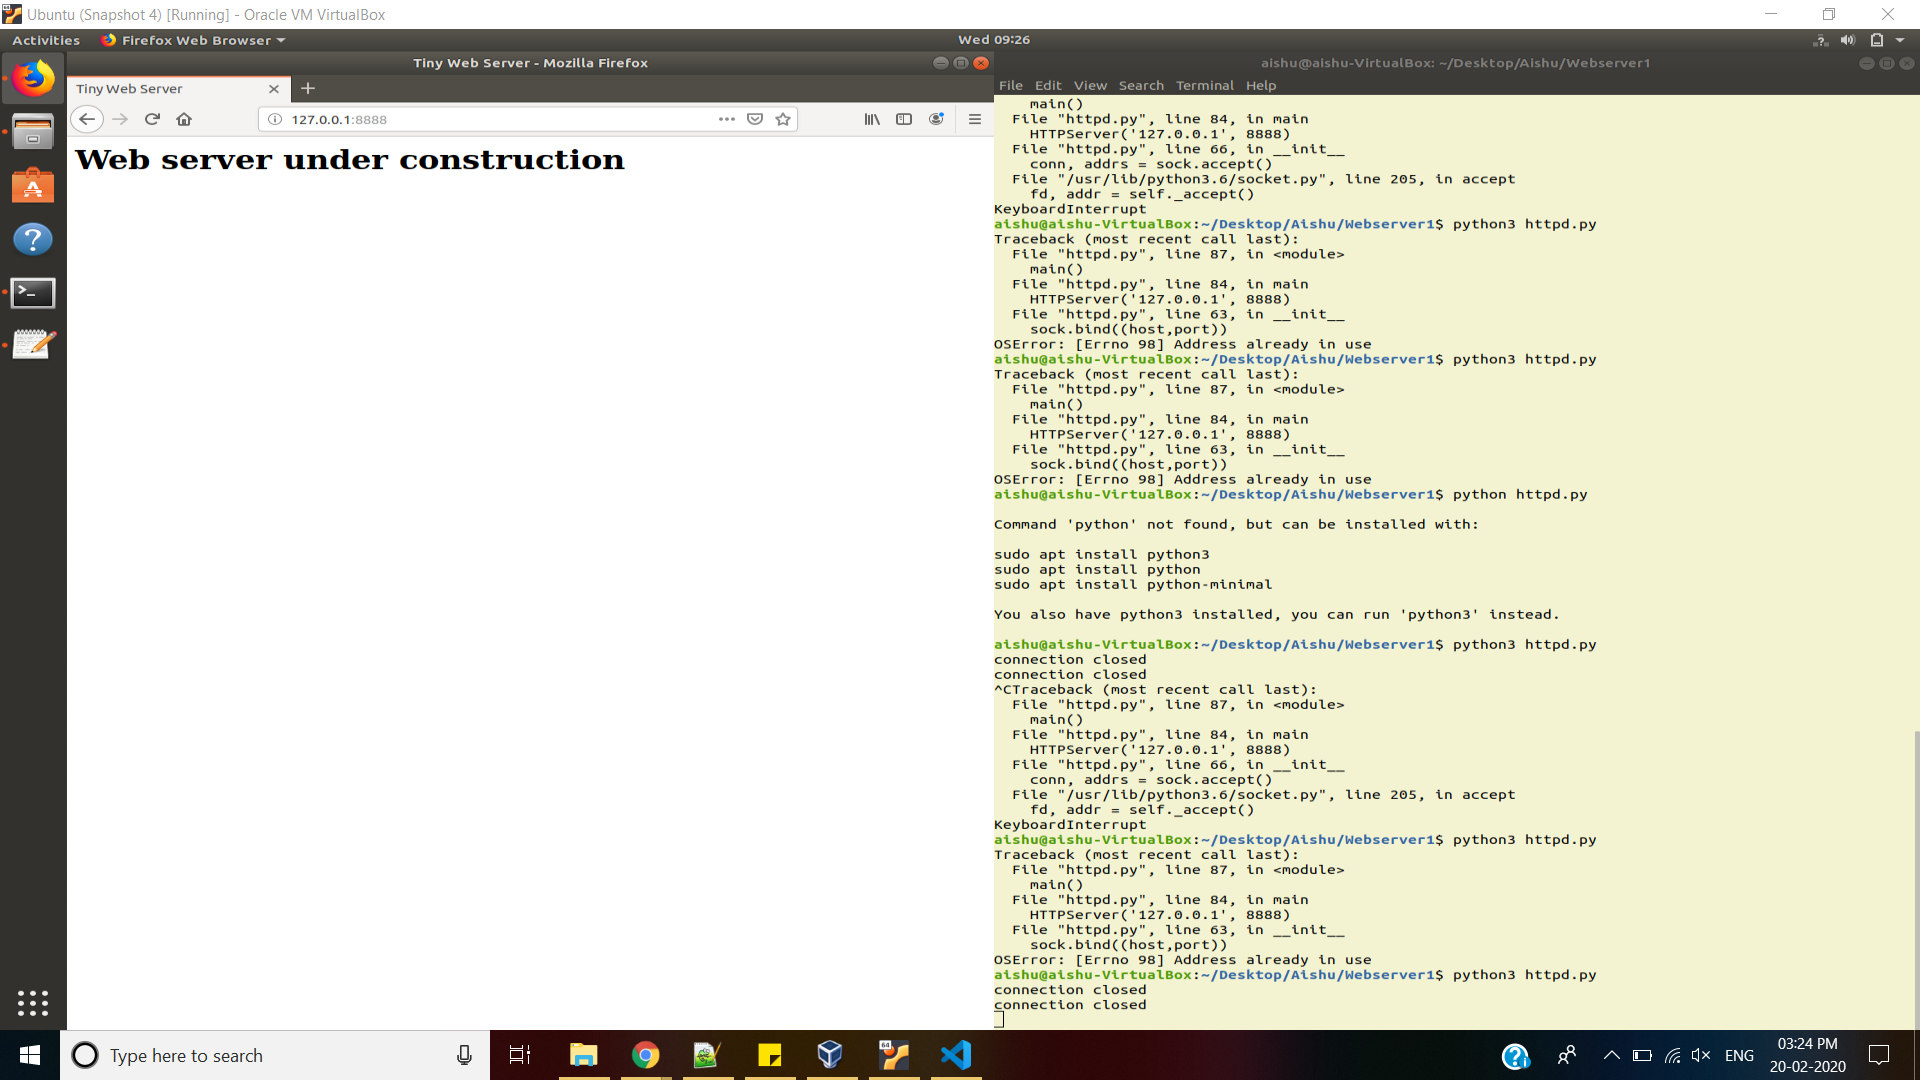 Ubuntu (Snapshot 4) [Running] - Oracle VM VirtualBox
Activities
Firefox Web Browser
Wed 09:26
Tiny Web Server - Mozilla Firefox
Tiny Web Server
127.0.0.1:8888
Web server under construction
aishu@aishu-VirtualBox: ~/Desktop/Aishu/Webserver1
File Edit View Search Terminal Help
    main()
  File "httpd.py", line 84, in main
    HTTPServer('127.0.0.1', 8888)
  File "httpd.py", line 66, in __init__
    conn, addrs = sock.accept()
  File "/usr/lib/python3.6/socket.py", line 205, in accept
    fd, addr = self._accept()
KeyboardInterrupt
aishu@aishu-VirtualBox:~/Desktop/Aishu/Webserver1$ python3 httpd.py
Traceback (most recent call last):
  File "httpd.py", line 87, in <module>
    main()
  File "httpd.py", line 84, in main
    HTTPServer('127.0.0.1', 8888)
  File "httpd.py", line 63, in __init__
    sock.bind((host,port))
OSError: [Errno 98] Address already in use
aishu@aishu-VirtualBox:~/Desktop/Aishu/Webserver1$ python3 httpd.py
Traceback (most recent call last):
  File "httpd.py", line 87, in <module>
    main()
  File "httpd.py", line 84, in main
    HTTPServer('127.0.0.1', 8888)
  File "httpd.py", line 63, in __init__
    sock.bind((host,port))
OSError: [Errno 98] Address already in use
aishu@aishu-VirtualBox:~/Desktop/Aishu/Webserver1$ python httpd.py
Command 'python' not found, but can be installed with:
sudo apt install python3
sudo apt install python
sudo apt install python-minimal
You also have python3 installed, you can run 'python3' instead.
aishu@aishu-VirtualBox:~/Desktop/Aishu/Webserver1$ python3 httpd.py
connection closed
connection closed
^CTraceback (most recent call last):
  File "httpd.py", line 87, in <module>
    main()
  File "httpd.py", line 84, in main
    HTTPServer('127.0.0.1', 8888)
  File "httpd.py", line 66, in __init__
    conn, addrs = sock.accept()
  File "/usr/lib/python3.6/socket.py", line 205, in accept
    fd, addr = self._accept()
KeyboardInterrupt
aishu@aishu-VirtualBox:~/Desktop/Aishu/Webserver1$ python3 httpd.py
Traceback (most recent call last):
  File "httpd.py", line 87, in <module>
    main()
  File "httpd.py", line 84, in main
    HTTPServer('127.0.0.1', 8888)
  File "httpd.py", line 63, in __init__
    sock.bind((host,port))
OSError: [Errno 98] Address already in use
aishu@aishu-VirtualBox:~/Desktop/Aishu/Webserver1$ python3 httpd.py
connection closed
connection closed
Type here to search
ENG
03:24 PM
20-02-2020